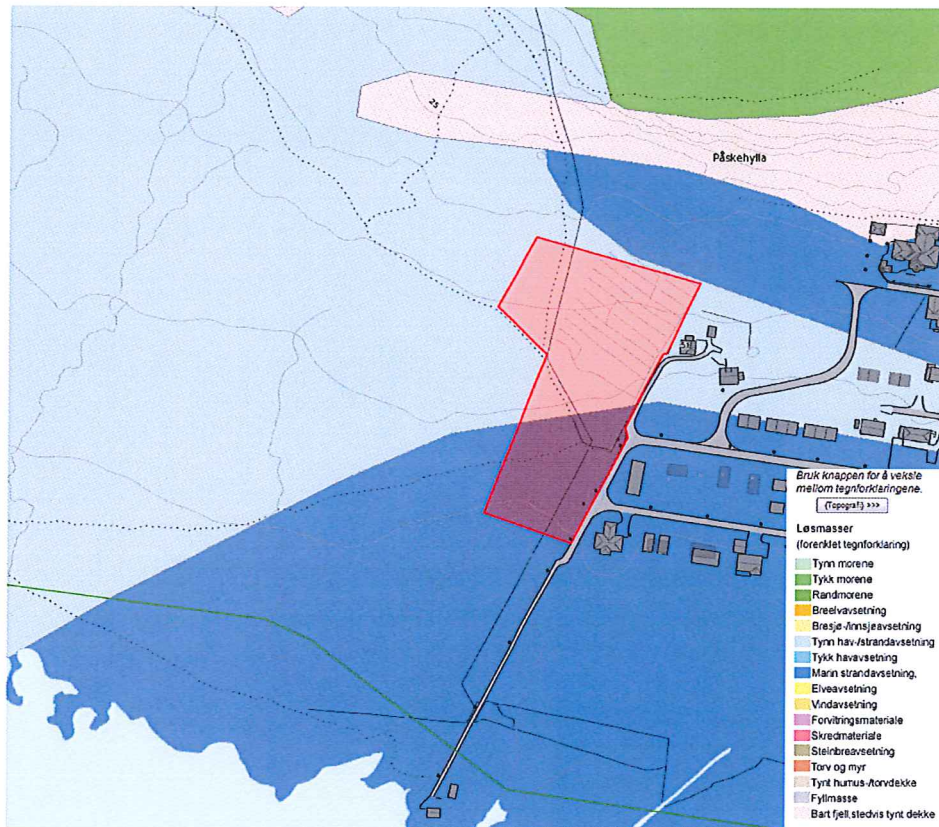 25
Påskehylla
Bruk knappen for å veksle
mellom tegnforklaringene.
(Topografi) >>>
Løsmasser
(forenklet tegnforklaring)
Tynn morene
Tykk morene
Randmorene
Breelvavsetning
Bresjø-/innsjøavsetning
Tynn hav-/strandavsetning
Tykk havavsetning
Marin strandavsetning,
Elveavsetning
Vindavsetning
Forvitringsmateriale
Skredmateriale
Steinbreavsetning
Torv og myr
Tynt humus-/torvdekke
Fyllmasse
Bart fjell,stedvis tynt dekke